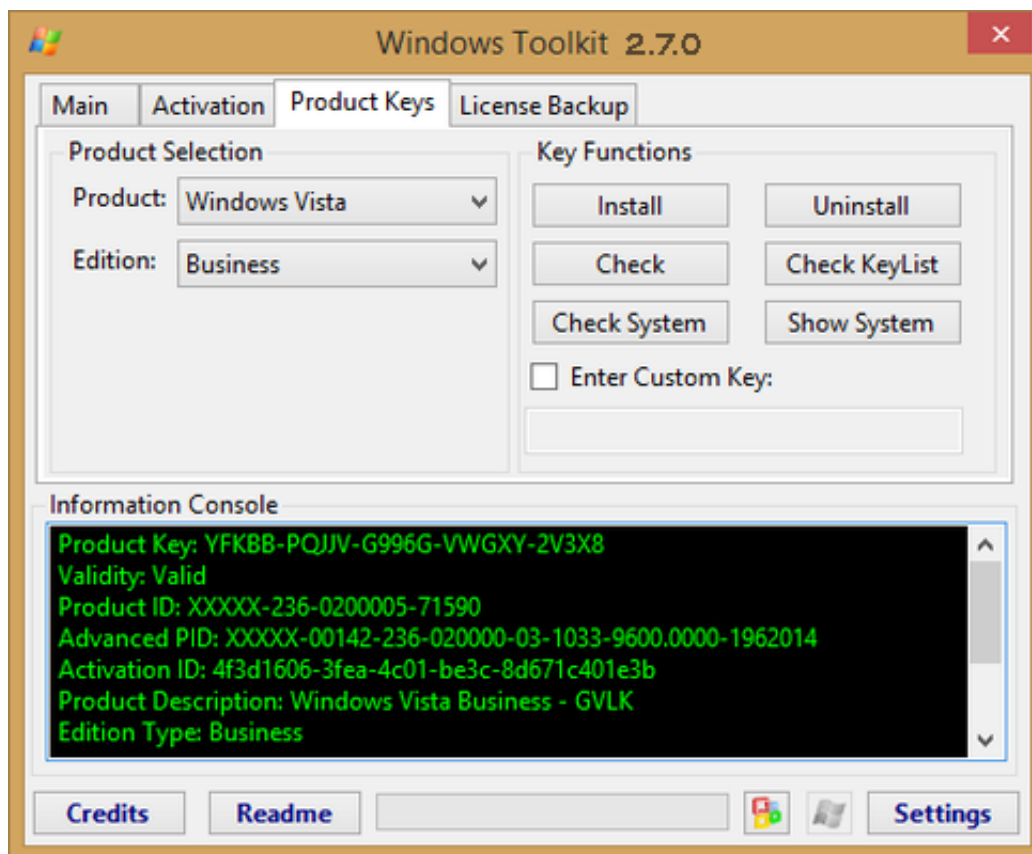 Windows Toolkit 2.7.0
Main Activation Product Keys License Backup
Product Selection
Product: Windows Vista
Edition: Business
Key Functions
Install Uninstall
Check Check KeyList
Check System Show System
Enter Custom Key:
Information Console
Product Key: YFKBB-PQJJV-G996G-VWGXY-2V3X8
Validity: Valid
Product ID: XXXXX-236-0200005-71590
Advanced PID: XXXXX-00142-236-020000-03-1033-9600.0000-1962014
Activation ID: 4f3d1606-3fea-4c01-be3c-8d671c401e3b
Product Description: Windows Vista Business - GVLK
Edition Type: Business
Credits Readme Settings